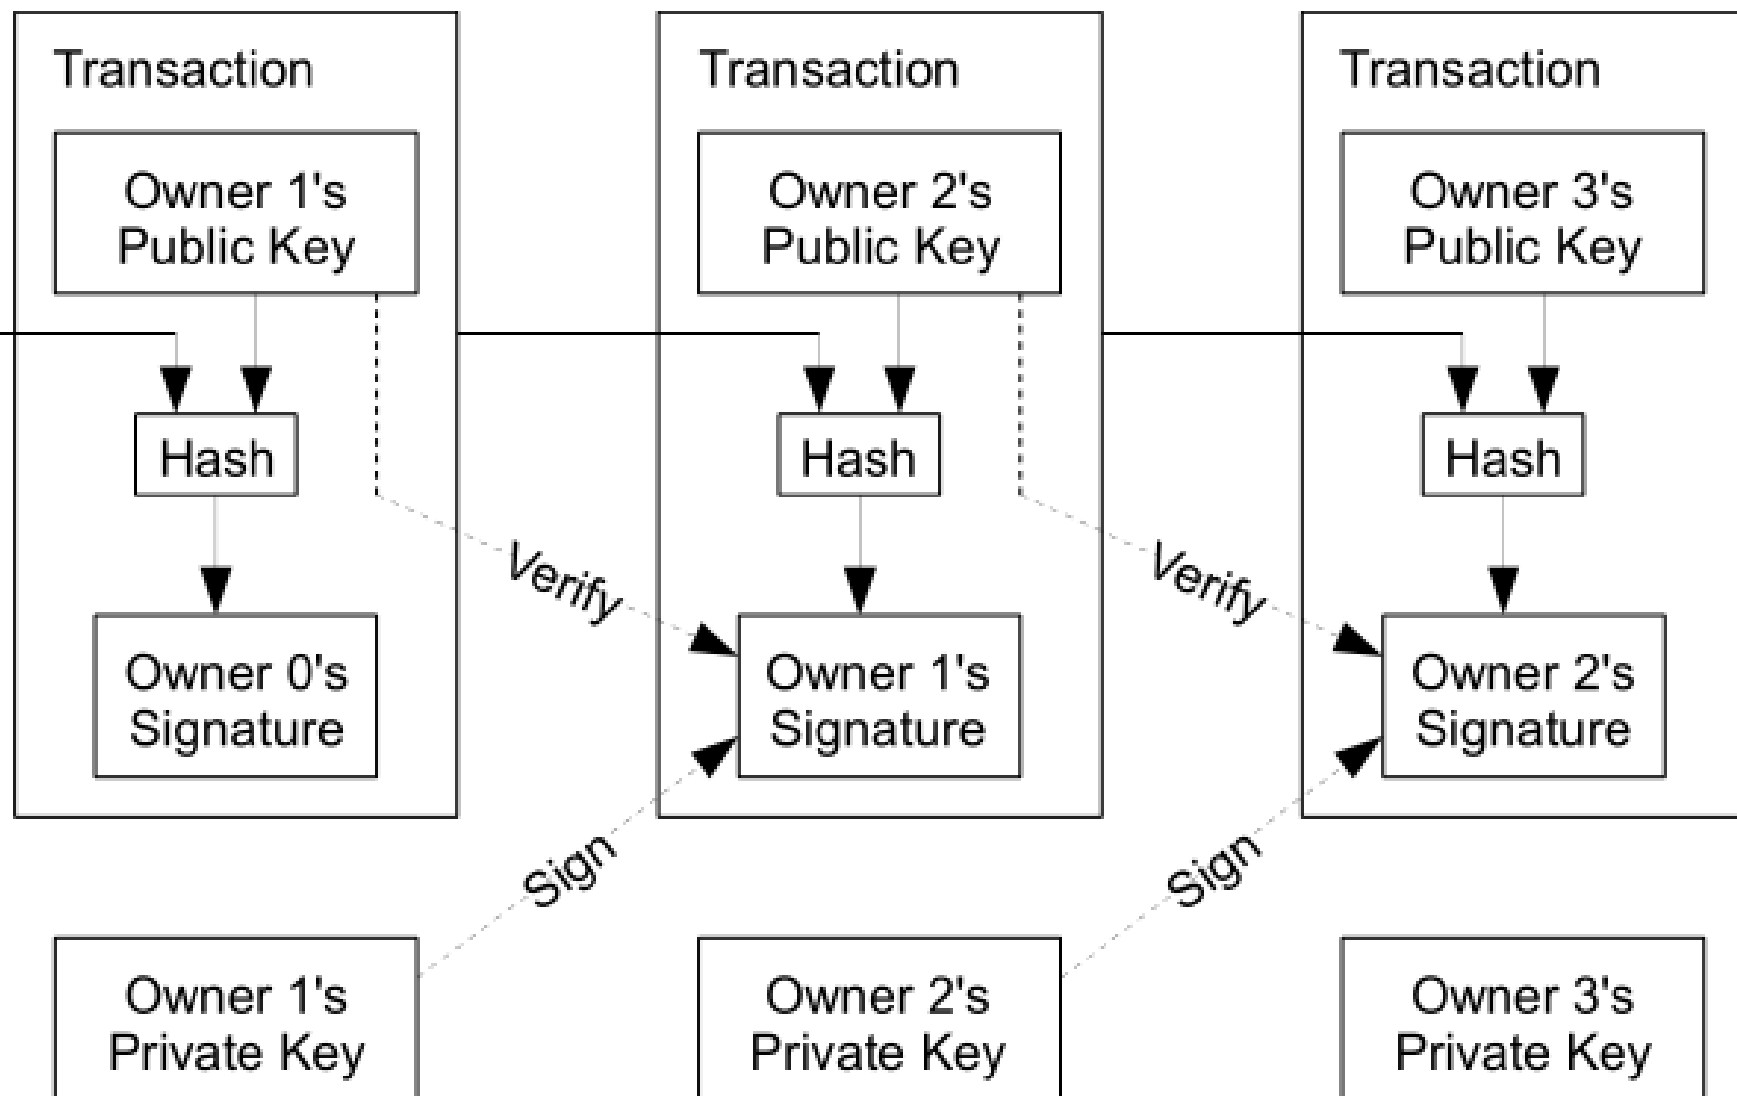 Transaction
Owner 1's
Public Key
Hash
Owner 0's
Signature
Transaction
Owner 2's
Public Key
Hash
Verify
Owner 1's
Signature
Transaction
Owner 3's
Public Key
Hash
Verify
Owner 2's
Signature
Sign
Sign
Owner 1's
Private Key
Owner 2's
Private Key
Owner 3's
Private Key